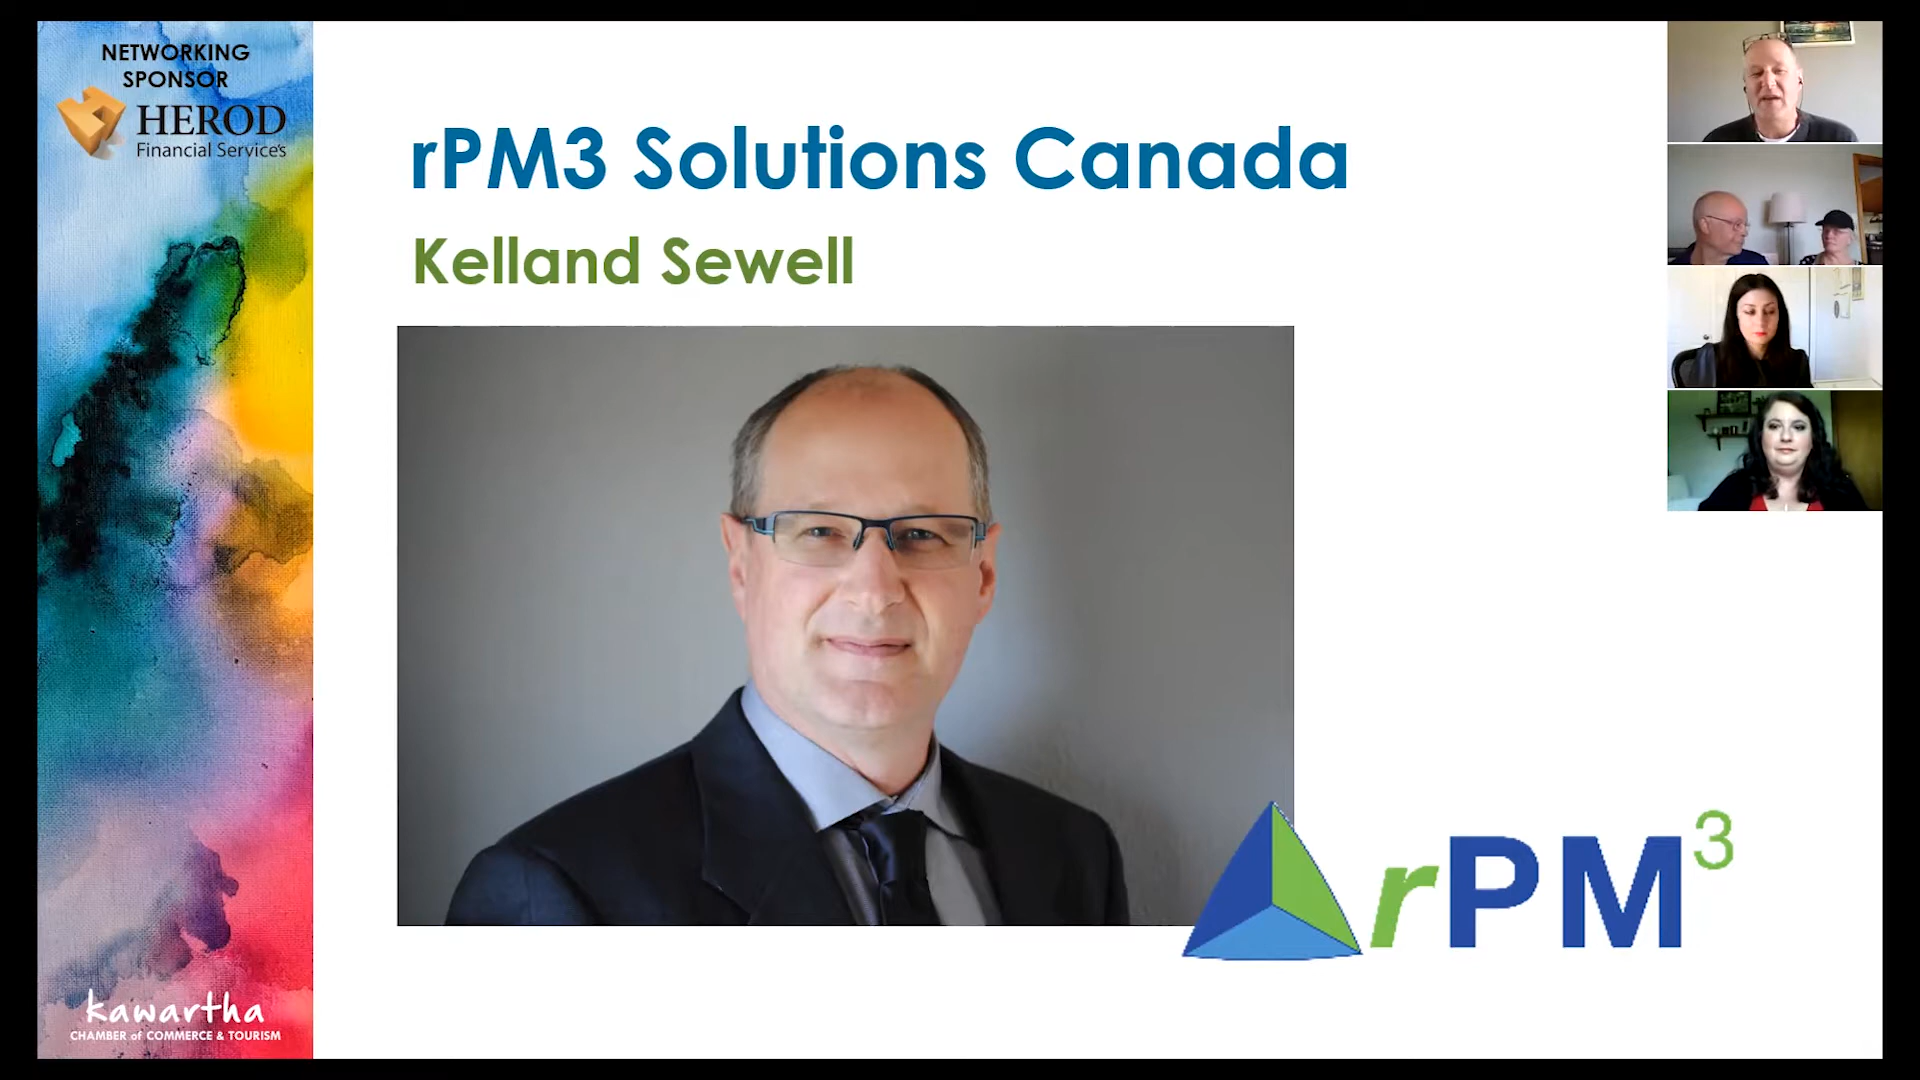 NETWORKING
SPONSOR
HEROD
Financial Services
rPM3 Solutions Canada
Kelland Sewell
rPM3
kawartha
CHAMBER of COMMERCE & TOURISM